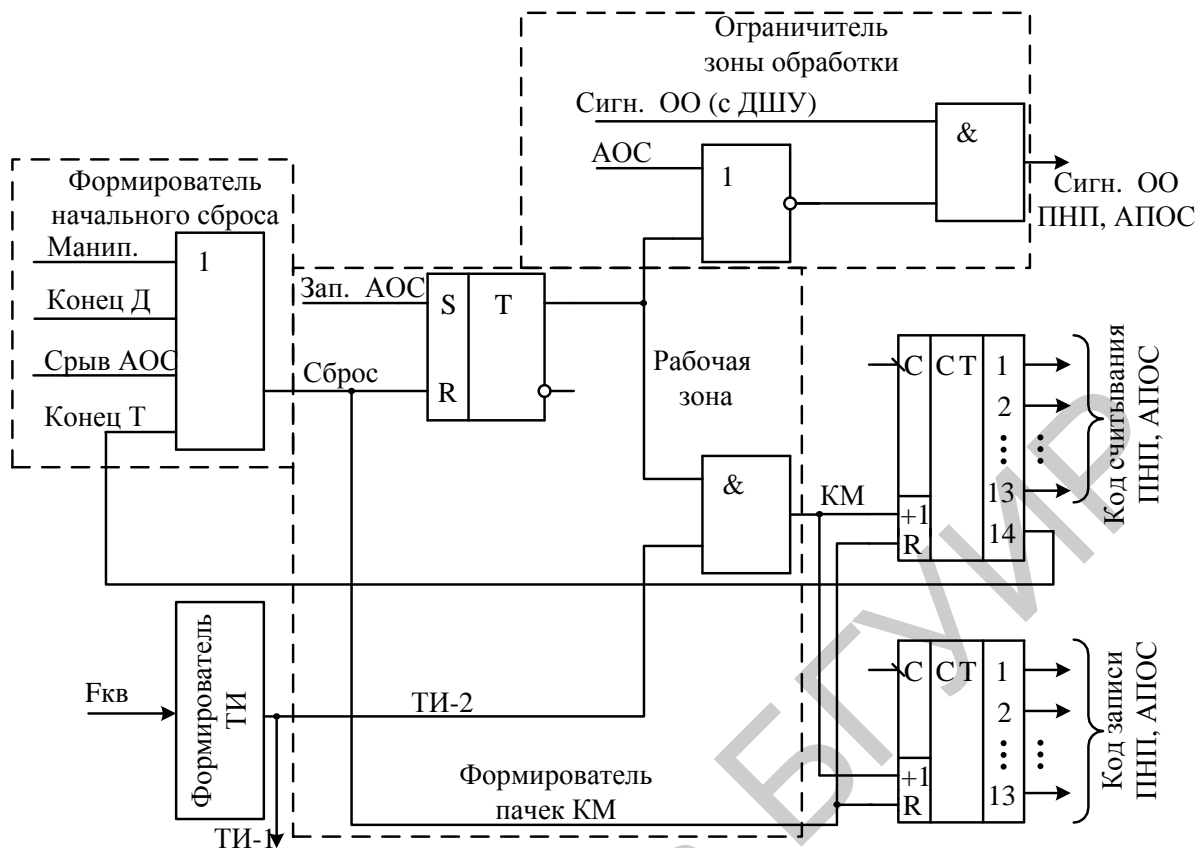 Ограничитель
зоны обработки
Сигн. ОО (с ДШУ)
&
АОС
1
Сигн. ОО
ПНП, АПОС
Формирователь
начального сброса
Манип.
1
Конец Д
Срыв АОС
Конец Т
Зап. АОС
S
T
R
Сброс
Рабочая
зона
&
КМ
C
CT
1
2
13
14
+1
R
Код считывания
ПНП, АПОС
Fкв
Формирователь
ТИ
ТИ-2
ТИ-1
Формирователь
пачек КМ
C
CT
1
2
13
+1
R
Код записи
ПНП, АПОС
БГУИР